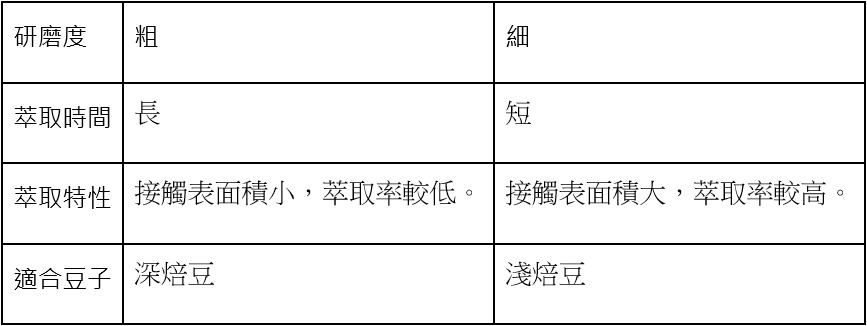 研磨度 粗 細
萃取時間 長 短
萃取特性 接觸表面積小，萃取率較低。 接觸表面積大，萃取率較高。
適合豆子 深焙豆 淺焙豆